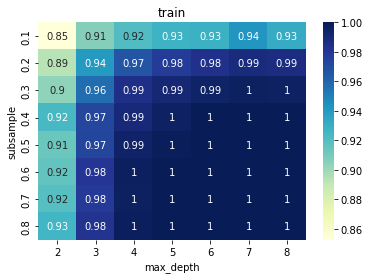 train
0.1 0.85 0.91 0.92 0.93 0.93 0.94 0.93
0.2 0.89 0.94 0.97 0.98 0.98 0.99 0.99
0.3 0.9 0.96 0.99 0.99 0.99 1 1
0.4 0.92 0.97 0.99 1 1 1 1
0.5 0.91 0.97 0.99 1 1 1 1
0.6 0.92 0.98 1 1 1 1 1
0.7 0.92 0.98 1 1 1 1 1
0.8 0.93 0.98 1 1 1 1 1
subsample
2 3 4 5 6 7 8
max_depth
1.00
0.98
0.96
0.94
0.92
0.90
0.88
0.86